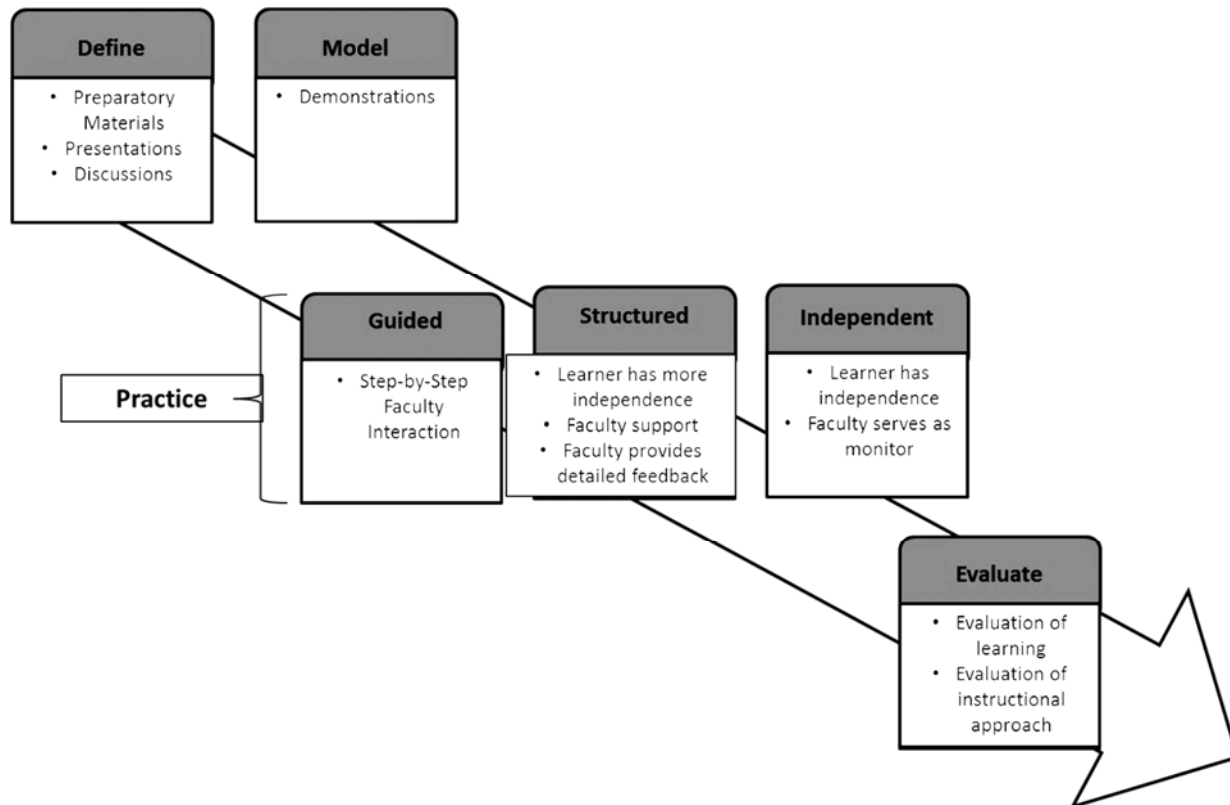 Define
• Preparatory
Materials
• Presentations
• Discussions
Model
• Demonstrations
Practice
Guided
• Step-by-Step
Faculty
Interaction
Structured
• Learner has more
independence
• Faculty support
• Faculty provides
detailed feedback
Independent
• Learner has
independence
• Faculty serves as
monitor
Evaluate
• Evaluation of
learning
• Evaluation of
instructional
approach